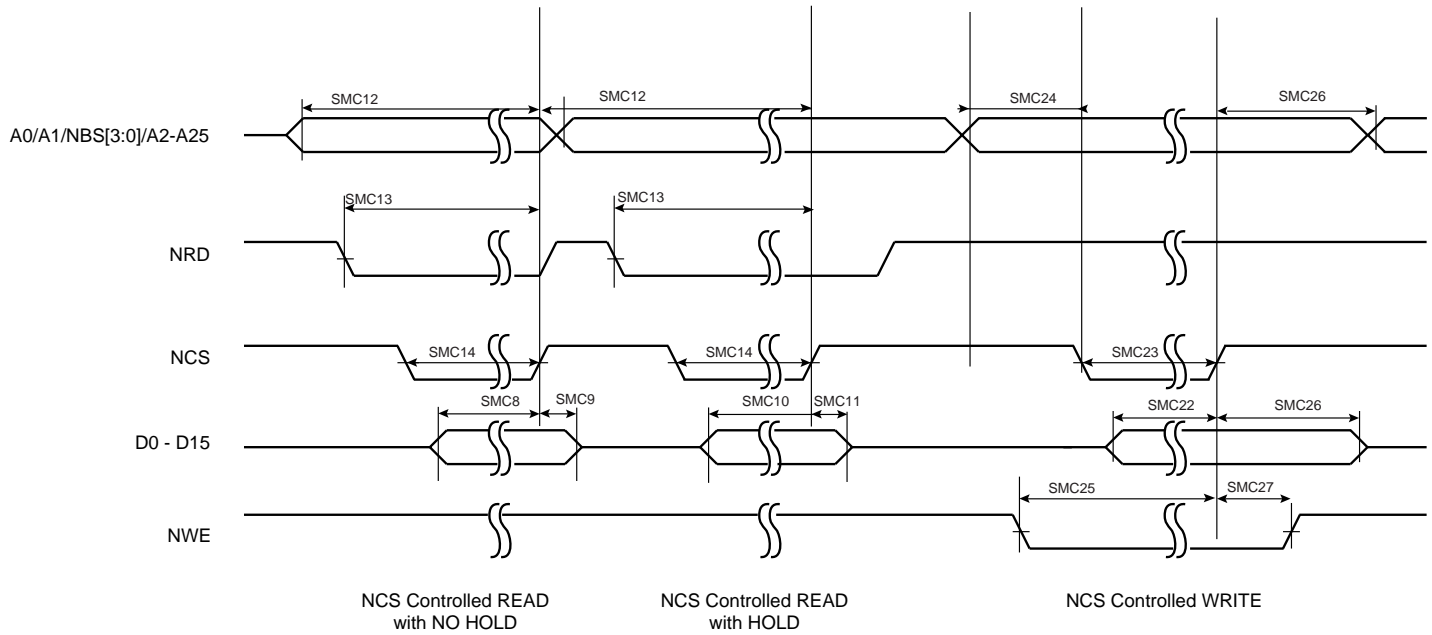 SMC12
SMC12
SMC24
SMC26
A0/A1/NBS[3:0]/A2-A25
SMC13
SMC13
NRD
NCS
SMC14
SMC14
SMC23
SMC8
SMC9
SMC10
SMC11
SMC22
SMC26
D0 - D15
SMC25
SMC27
NWE
NCS Controlled READ
with NO HOLD
NCS Controlled READ
with HOLD
NCS Controlled WRITE